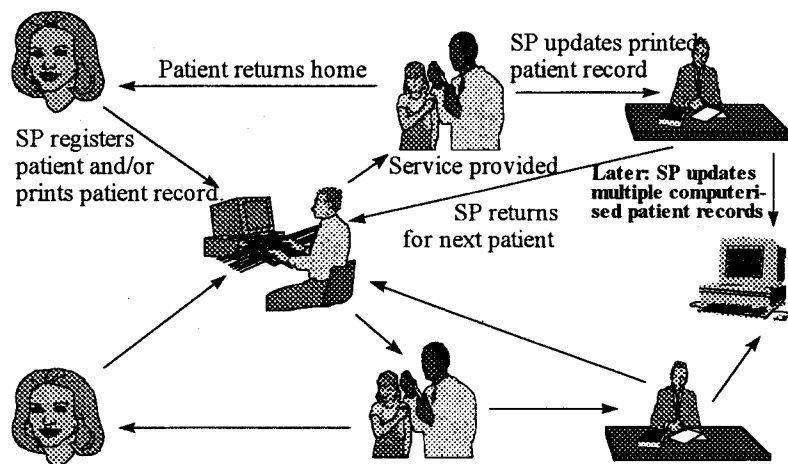 Patient returns home
SP updates printed
patient record
SP registers
patient and/or
prints patient record
Service provided
Later: SP updates
multiple computeri-
sed patient records
SP returns
for next patient